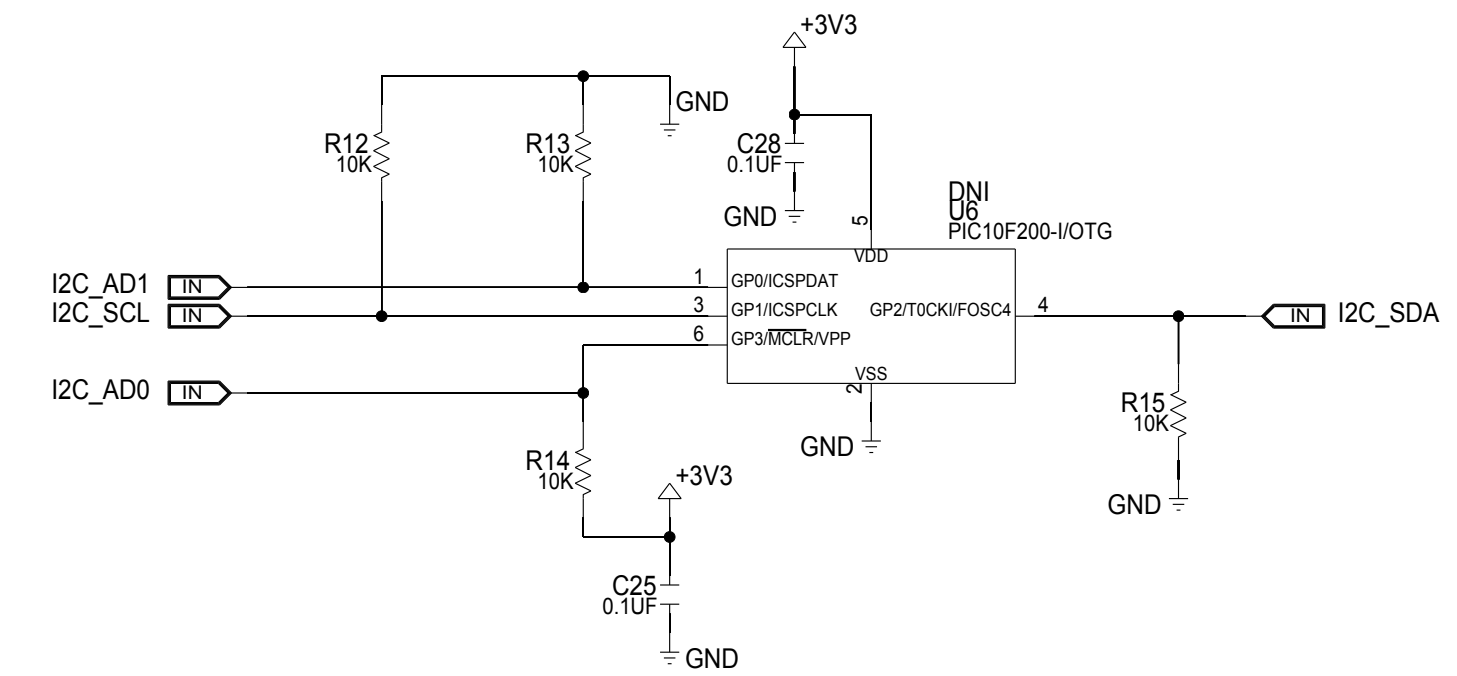 +3V3
GND
R12
10K
R13
10K
C28
0.1UF
GND
DNI
U6
PIC10F200-I/OTG
5
VDD
I2C_AD1 IN
1 GP0/ICSPDAT
I2C_SCL IN
3 GP1/ICSPCLK
GP2/T0CKI/FOSC4 4
IN I2C_SDA
6 GP3/MCLR/VPP
VSS
2
I2C_AD0 IN
R15
10K
GND
R14
10K
+3V3
GND
C25
0.1UF
GND